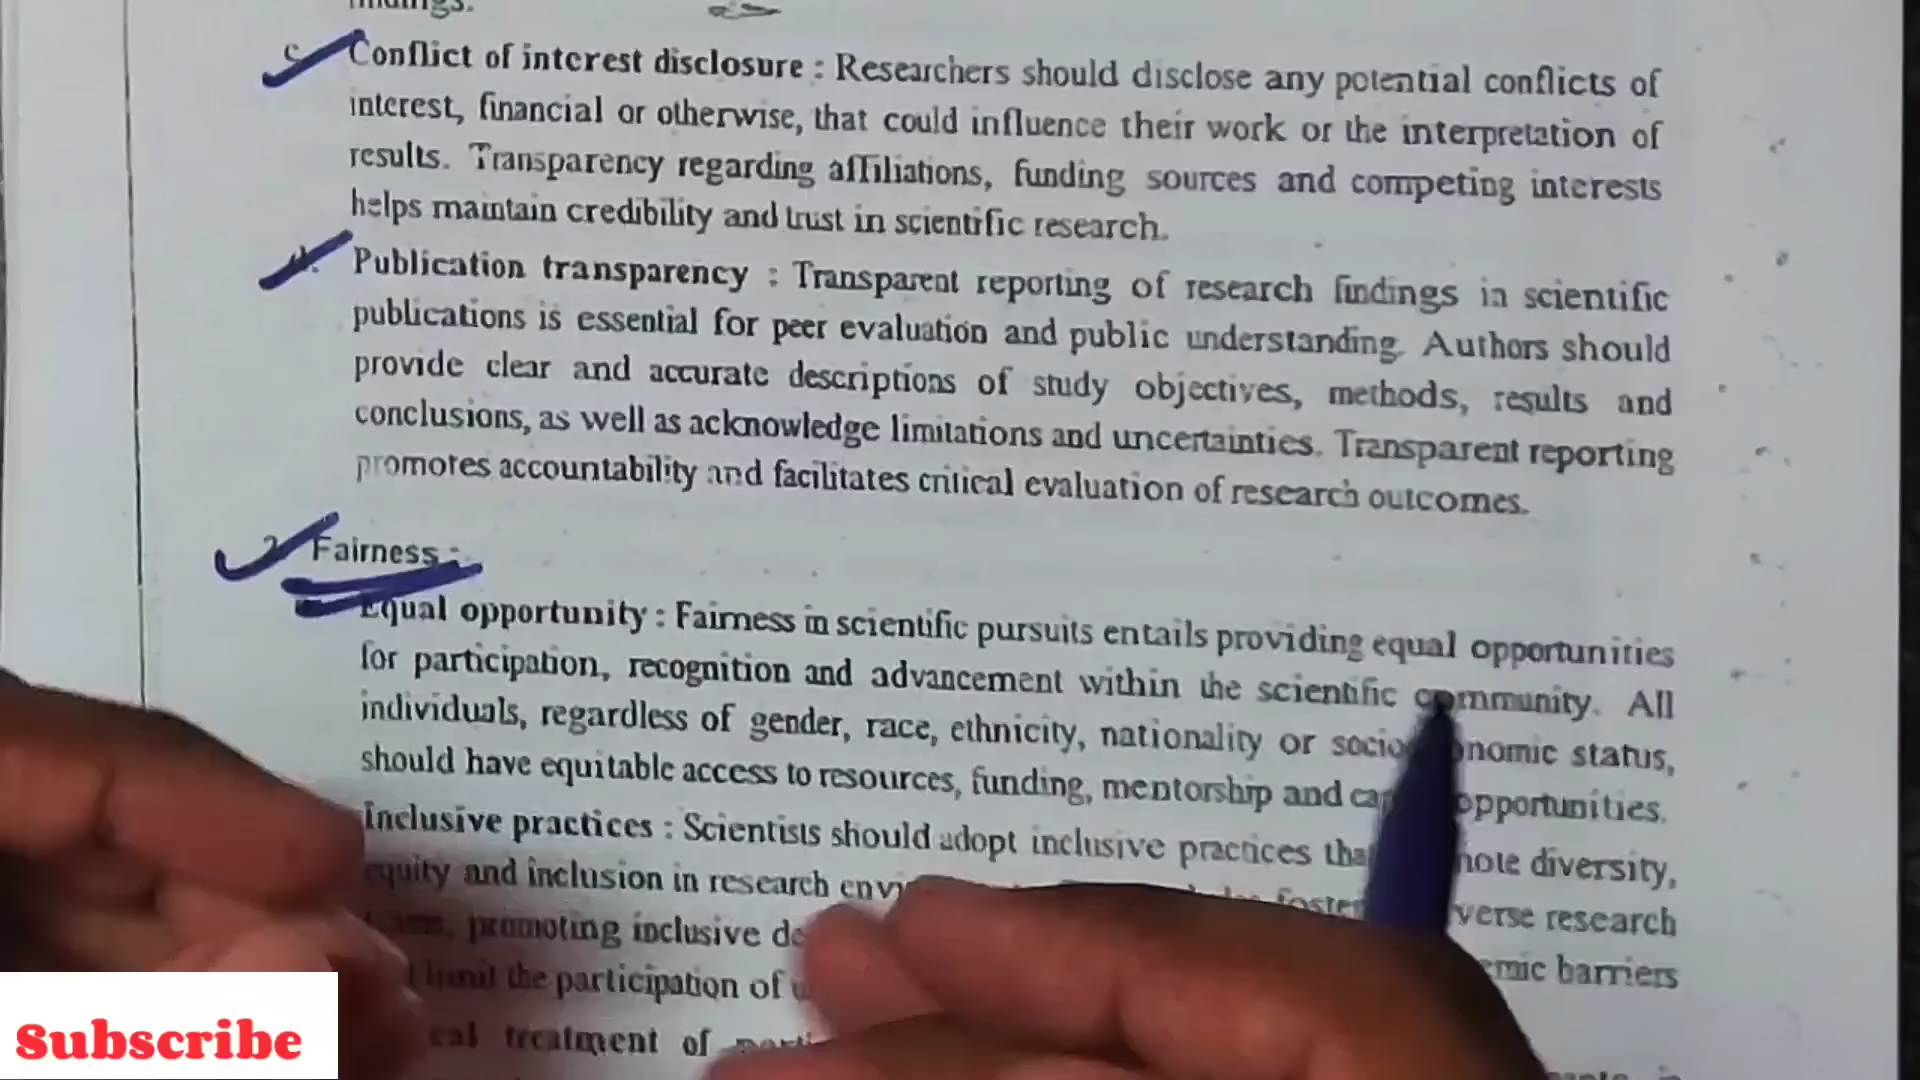 findings.
c. Conflict of interest disclosure : Researchers should disclose any potential conflicts of
interest, financial or otherwise, that could influence their work or the interpretation of
results. Transparency regarding affiliations, funding sources and competing interests
helps maintain credibility and trust in scientific research.
d. Publication transparency : Transparent reporting of research findings in scientific
publications is essential for peer evaluation and public understanding. Authors should
provide clear and accurate descriptions of study objectives, methods, results and
conclusions, as well as acknowledge limitations and uncertainties. Transparent reporting
promotes accountability and facilitates critical evaluation of research outcomes.
2. Fairness :
Equal opportunity : Fairness in scientific pursuits entails providing equal opportunities
for participation, recognition and advancement within the scientific community. All
individuals, regardless of gender, race, ethnicity, nationality or socioeconomic status,
should have equitable access to resources, funding, mentorship and opportunities.
Inclusive practices : Scientists should adopt inclusive practices diversity,
equity and inclusion in research research
promoting inclusive barriers
limit the participation of
treatment of
Subscribe